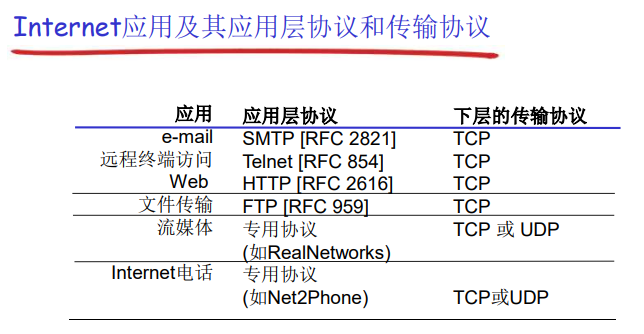 Internet应用及其应用层协议和传输协议
应用 应用层协议 下层的传输协议
e-mail SMTP [RFC 2821] TCP
远程终端访问 Telnet [RFC 854] TCP
Web HTTP [RFC 2616] TCP
文件传输 FTP [RFC 959] TCP
流媒体 专用协议 TCP 或 UDP
(如RealNetworks)
Internet电话 专用协议
(如Net2Phone) TCP或UDP